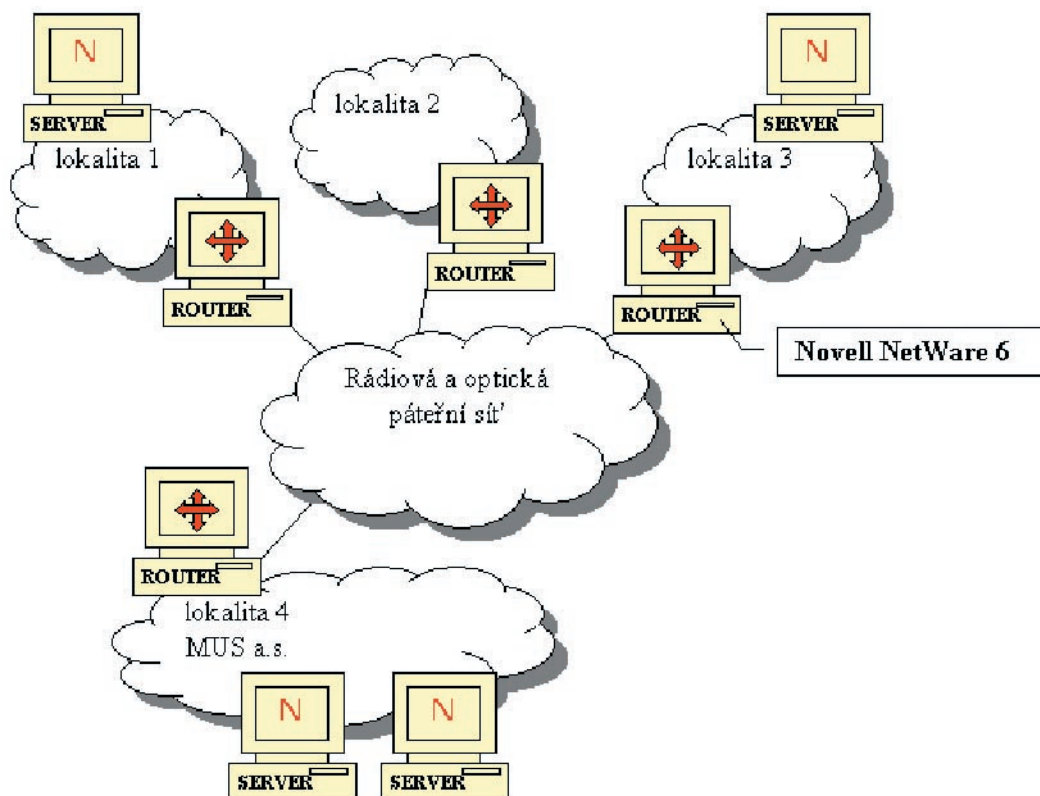 N
SERVER
lokalita 1
ROUTER
lokalita 2
ROUTER
N
SERVER
lokalita 3
ROUTER
Novell NetWare 6
Rádiová a optická
páteřní síť
ROUTER
lokalita 4
MUS a.s.
N
SERVER
N
SERVER